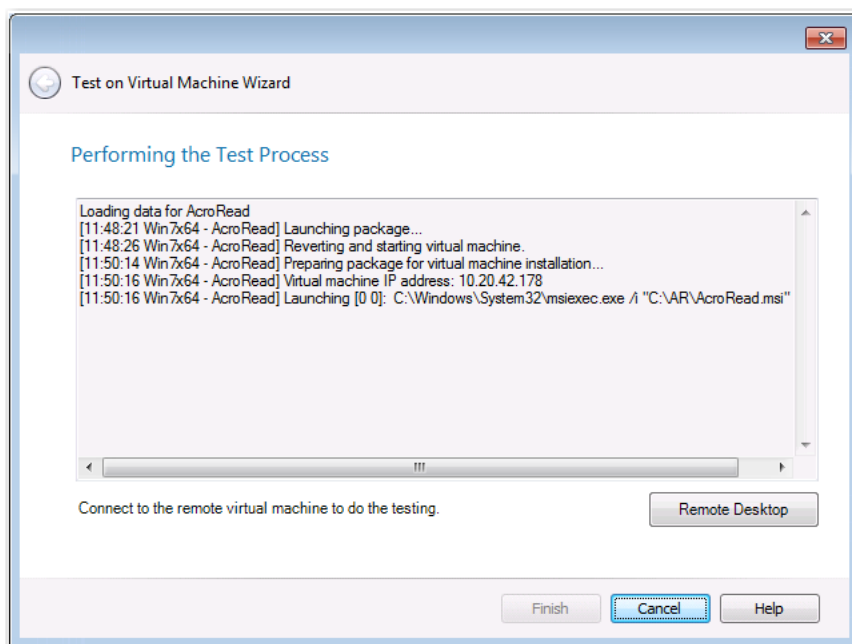 Test on Virtual Machine Wizard
Performing the Test Process
Loading data for AcroRead
[11:48:21 Win7x64 - AcroRead] Launching package...
[11:48:26 Win7x64 - AcroRead] Reverting and starting virtual machine.
[11:50:14 Win7x64 - AcroRead] Preparing package for virtual machine installation...
[11:50:16 Win7x64 - AcroRead] Virtual machine IP address: 10.20.42.178
[11:50:16 Win7x64 - AcroRead] Launching [0 0]:  C:\Windows\System32\msiexec.exe /i "C:\AR\AcroRead.msi"
Connect to the remote virtual machine to do the testing.
Remote Desktop
Finish
Cancel
Help